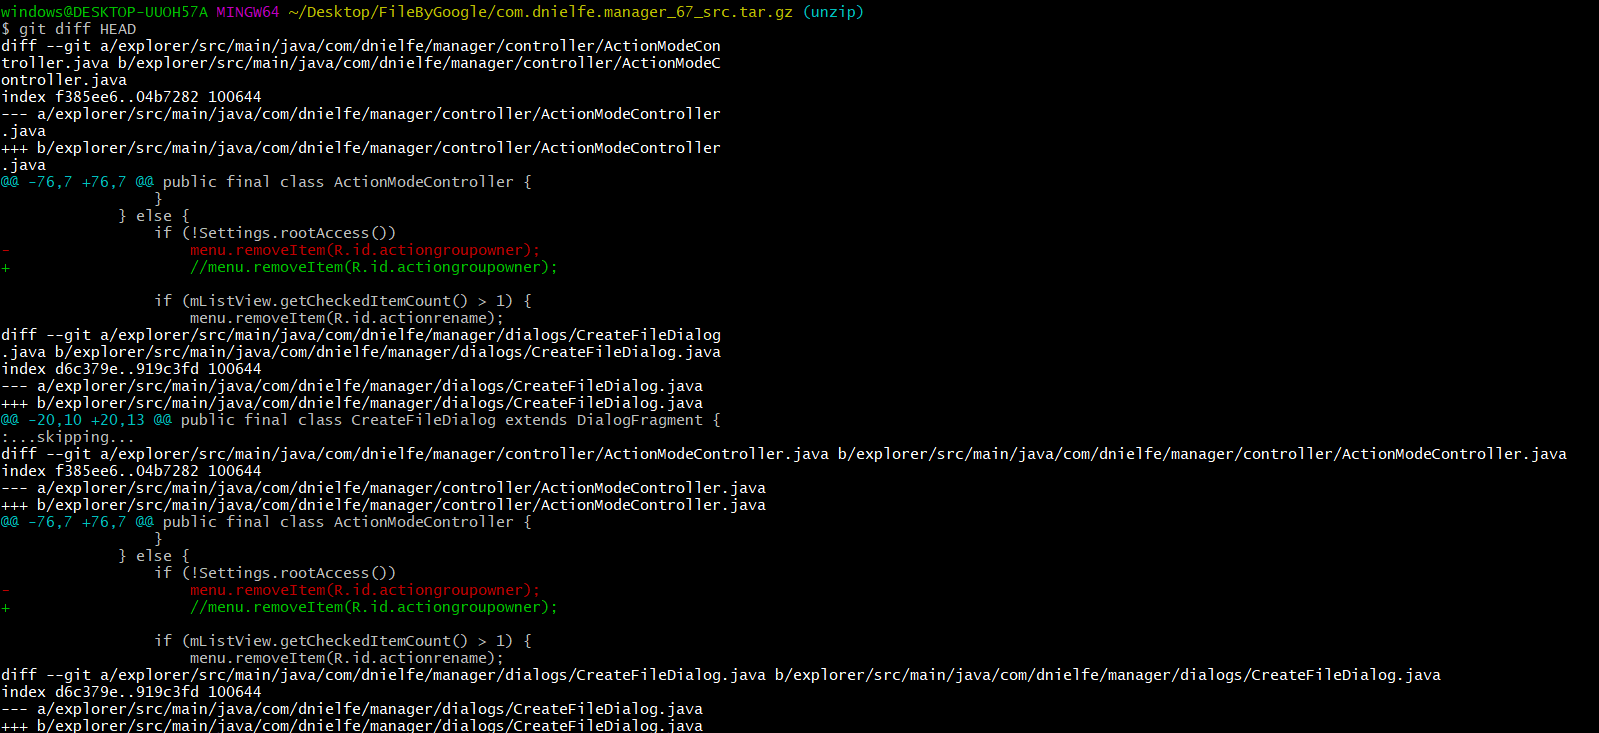 windows@DESKTOP-UUOH57A MINGW64 ~/Desktop/FileByGoogle/com.dnielfe.manager_67_src.tar.gz (unzip)
$ git diff HEAD
diff --git a/explorer/src/main/java/com/dnielfe/manager/controller/ActionModeCon
troller.java b/explorer/src/main/java/com/dnielfe/manager/controller/ActionModeC
ontroller.java
index f385ee6..04b7282 100644
--- a/explorer/src/main/java/com/dnielfe/manager/controller/ActionModeController
.java
+++ b/explorer/src/main/java/com/dnielfe/manager/controller/ActionModeController
.java
@@ -76,7 +76,7 @@ public final class ActionModeController {
                 }
             } else {
                 if (!Settings.rootAccess())
-                    menu.removeItem(R.id.actiongroupowner);
+                    //menu.removeItem(R.id.actiongroupowner);
                 if (mListView.getCheckedItemCount() > 1) {
                     menu.removeItem(R.id.actionrename);
diff --git a/explorer/src/main/java/com/dnielfe/manager/dialogs/CreateFileDialog
.java b/explorer/src/main/java/com/dnielfe/manager/dialogs/CreateFileDialog.java
index d6c379e..919c3fd 100644
--- a/explorer/src/main/java/com/dnielfe/manager/dialogs/CreateFileDialog.java
+++ b/explorer/src/main/java/com/dnielfe/manager/dialogs/CreateFileDialog.java
@@ -20,10 +20,13 @@ public final class CreateFileDialog extends DialogFragment {
:...skipping...
diff --git a/explorer/src/main/java/com/dnielfe/manager/controller/ActionModeController.java b/explorer/src/main/java/com/dnielfe/manager/controller/ActionModeController.java
index f385ee6..04b7282 100644
--- a/explorer/src/main/java/com/dnielfe/manager/controller/ActionModeController.java
+++ b/explorer/src/main/java/com/dnielfe/manager/controller/ActionModeController.java
@@ -76,7 +76,7 @@ public final class ActionModeController {
                 }
             } else {
                 if (!Settings.rootAccess())
-                    menu.removeItem(R.id.actiongroupowner);
+                    //menu.removeItem(R.id.actiongroupowner);
                 if (mListView.getCheckedItemCount() > 1) {
                     menu.removeItem(R.id.actionrename);
diff --git a/explorer/src/main/java/com/dnielfe/manager/dialogs/CreateFileDialog.java b/explorer/src/main/java/com/dnielfe/manager/dialogs/CreateFileDialog.java
index d6c379e..919c3fd 100644
--- a/explorer/src/main/java/com/dnielfe/manager/dialogs/CreateFileDialog.java
+++ b/explorer/src/main/java/com/dnielfe/manager/dialogs/CreateFileDialog.java